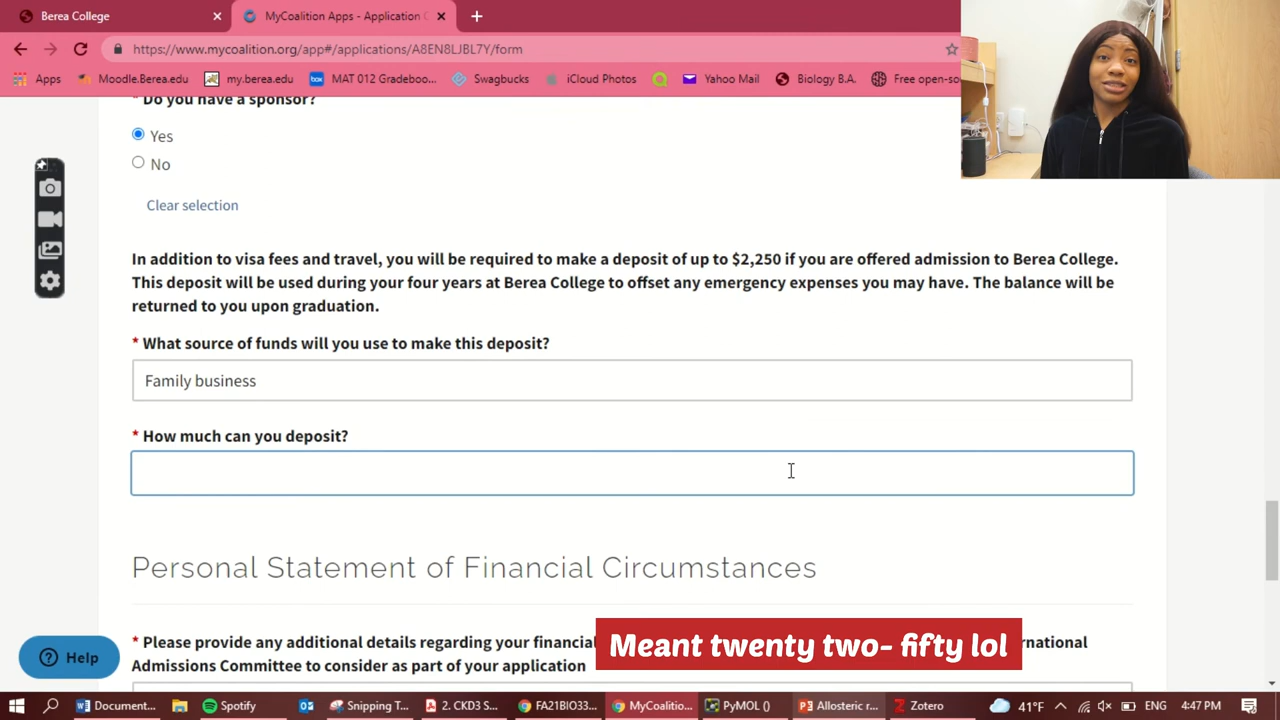 Berea College
MyCoalition Apps - Application
https://www.mycoalition.org/app#/applications/A8EN8LJBL7Y/form
Apps Moodle.Berea.edu my.berea.edu MAT 012 Gradeboo... Swagbucks iCloud Photos Yahoo Mail Biology B.A. Free open-so
* Do you have a sponsor?
Yes
No
Clear selection
In addition to visa fees and travel, you will be required to make a deposit of up to $2,250 if you are offered admission to Berea College.
This deposit will be used during your four years at Berea College to offset any emergency expenses you may have. The balance will be
returned to you upon graduation.
* What source of funds will you use to make this deposit?
Family business
* How much can you deposit?
Personal Statement of Financial Circumstances
* Please provide any additional details regarding your financial
Meant twenty two- fifty lol
Admissions Committee to consider as part of your application
Help
Document... Spotify Snipping T... 2. CKD3 S... FA21BIO33... MyCoalitio... PyMOL () Allosteric r... Zotero 41°F ENG 4:47 PM